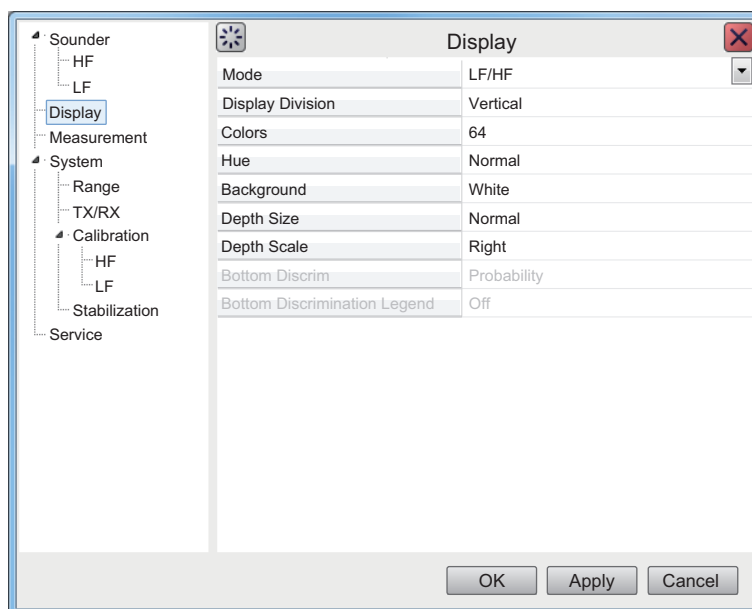 Sounder
HF
LF
Display
Measurement
System
Range
TX/RX
Calibration
HF
LF
Stabilization
Service
Display
Mode LF/HF
Display Division Vertical
Colors 64
Hue Normal
Background White
Depth Size Normal
Depth Scale Right
Bottom Discrim Probability
Bottom Discrimination Legend Off
OK Apply Cancel